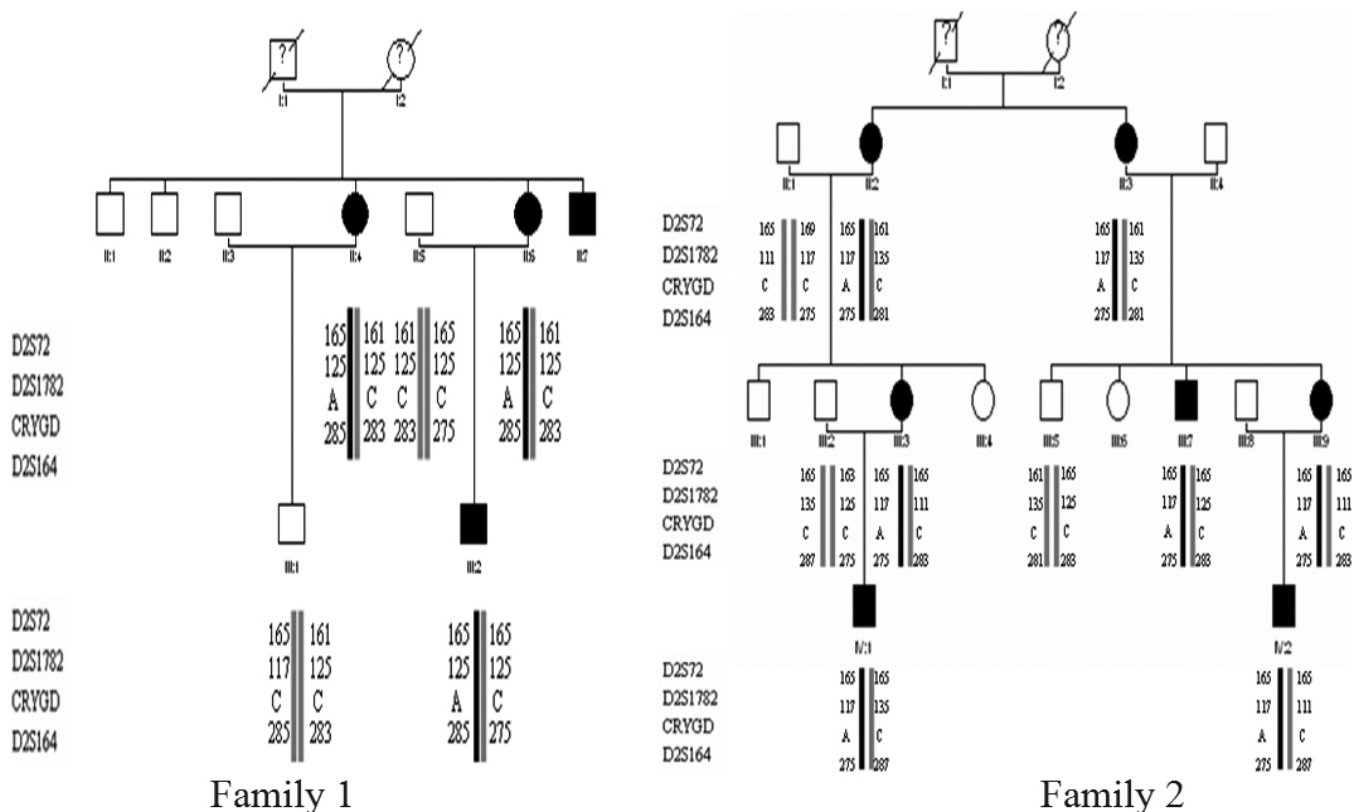 ? ? ? ?
I:1 I:2 I:1 I:2
II:1 II:2 II:3 II:4
II:1 II:2 II:3 II:4 II:5 II:6 II:7
D2S72 165 169 165 161 165 161
D2S1782 111 117 117 135 117 135
CRYGD C C A C A C
D2S164 283 275 275 281 275 281
D2S72 165 161 161 165 165 161
D2S1782 125 125 125 125 125 125
CRYGD A C C C A C
D2S164 285 283 283 275 285 283
III:1 III:2 III:3 III:4 III:5 III:6 III:7 III:8 III:9
D2S72 165 163 165 165 161 165 165 165 165 165
D2S1782 135 125 117 111 135 125 117 125 117 111
CRYGD C C A C C C A C A C
D2S164 287 275 275 283 281 283 275 283 275 283
III:1 III:2
IV:1 IV:2
D2S72 165 161 165 165
D2S1782 117 125 125 125
CRYGD C C A C
D2S164 285 283 285 275
D2S72 165 165 165 165
D2S1782 117 135 117 111
CRYGD A C A C
D2S164 275 287 275 287
Family 1 Family 2